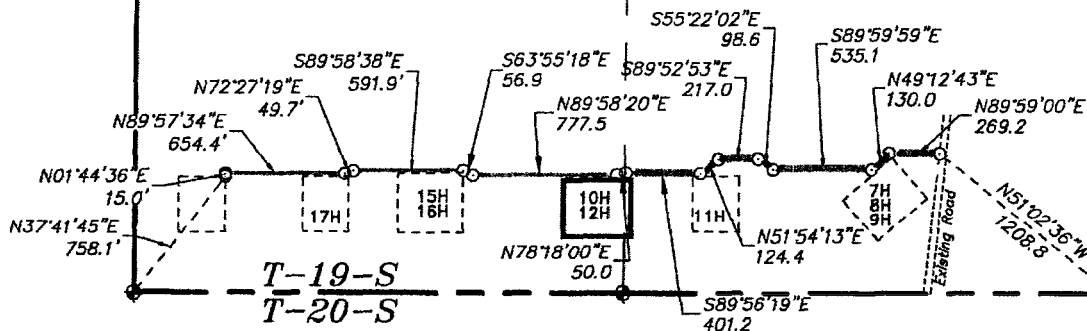 S55°22'02"E
98.6
S89°58'38"E
591.9'
S63°55'18"E
56.9
S89°59'59"E
535.1
N72°27'19"E
49.7'
S89°52'53"E
217.0
N49°12'43"E
130.0
N89°57'34"E
654.4'
N89°58'20"E
777.5
N89°59'00"E
269.2
N01°44'36"E
15.0'
N37°41'45"E
758.1'
17H
15H
16H
10H
12H
11H
7H
8H
9H
N51°54'13"E
124.4
N78°18'00"E
50.0
S89°56'19"E
401.2
Existing Road
N51°02'36"W
1208.8
T-19-S
T-20-S